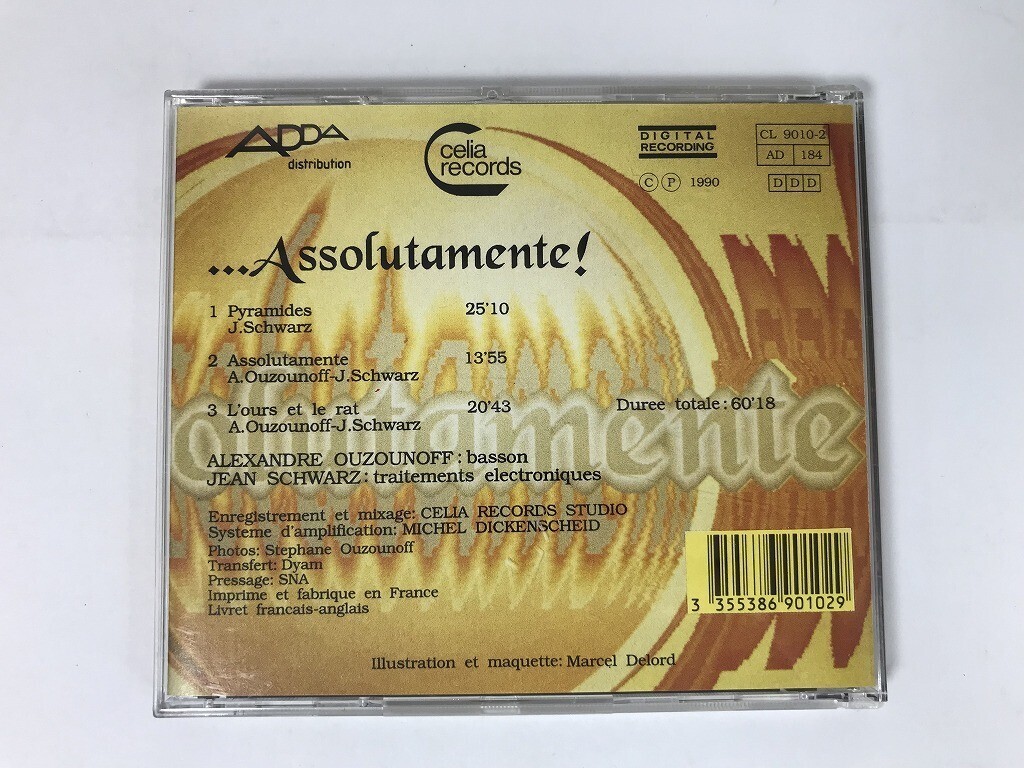 ADDA
distribution
celia
records
DIGITAL
RECORDING
© ℗ 1990
CL 9010-2
AD 184
DDD
...Assolutamente!
1 Pyramides 25'10
J.Schwarz
2 Assolutamente 13'55
A.Ouzounoff-J.Schwarz
3 L'ours et le rat 20'43
A.Ouzounoff-J.Schwarz
Duree totale:60'18
olutamente
ALEXANDRE OUZOUNOFF: basson
JEAN SCHWARZ: traitements electroniques
Enregistrement et mixage: CELIA RECORDS STUDIO
Systeme d'amplification: MICHEL DICKENSCHEID
Photos: Stephane Ouzounoff
Transfert: Dyam
Pressage: SNA
Imprime et fabrique en France
Livret francais-anglais
3 355386 901029
Illustration et maquette: Marcel Delord